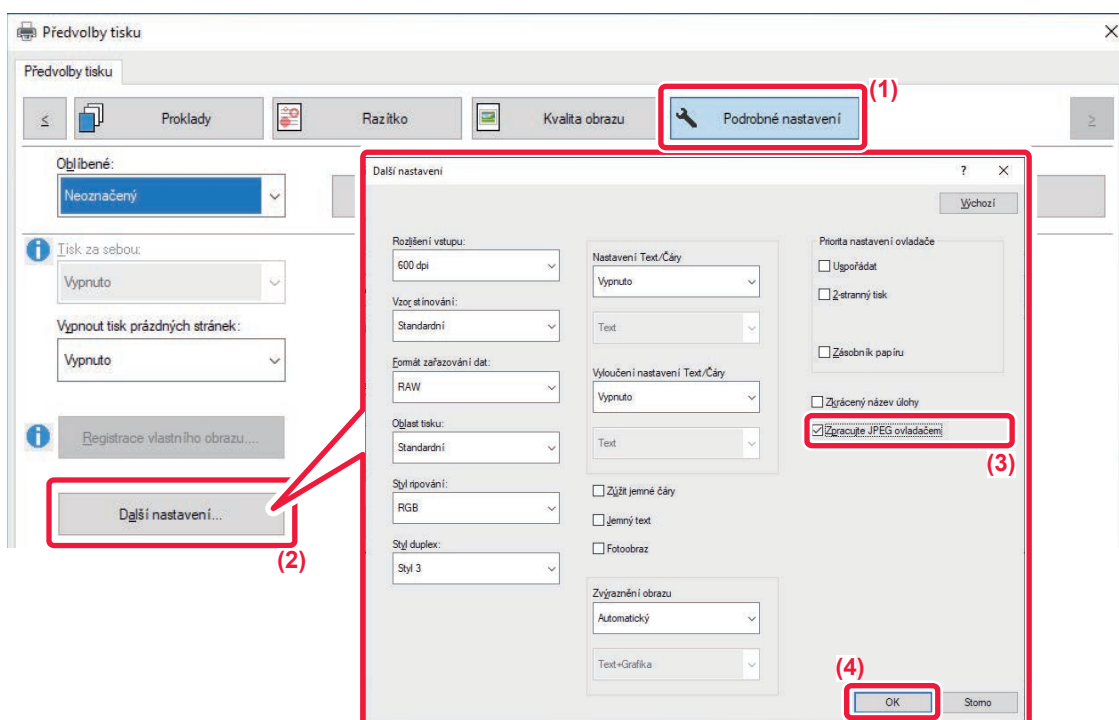 Předvolby tisku
Předvolby tisku
(1)
<
Proklady
Razítko
Kvalita obrazu
Podrobné nastavení
>
Oblíbené:
Neoznačený
Tisk za sebou:
Vypnuto
Vypnout tisk prázdných stránek:
Vypnuto
Registrace vlastního obrazu....
Další nastavení...
(2)
Další nastavení
?
Výchozí
Rozlišení vstupu:
600 dpi
Vzor stínování:
Standardní
Formát zařazování dat:
RAW
Oblast tisku:
Standardní
Styl ripování:
RGB
Styl duplex:
Styl 3
Nastavení Text/Čáry
Vypnuto
Text
Vyloučení nastavení Text/Čáry
Vypnuto
Text
Zúžit jemné čáry
Jemný text
Fotoobraz
Zvýraznění obrazu
Automatický
Text+Grafika
Priorita nastavení ovladače
Uspořádat
2-stranný tisk
Zásobník papíru
Zkrácený název úlohy
Zpracujte JPEG ovladačem
(3)
(4)
OK
Storno